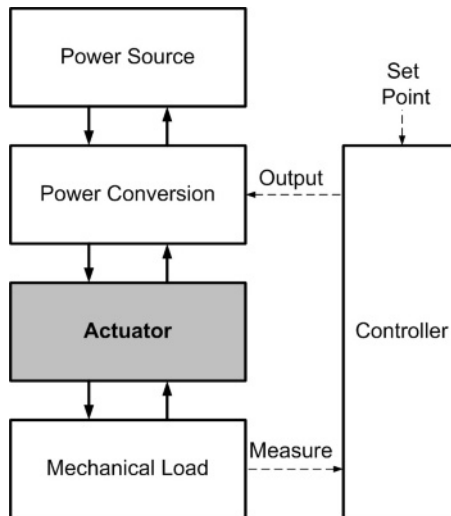 Power Source
Set
Point
Power Conversion
Output
Actuator
Controller
Mechanical Load
Measure